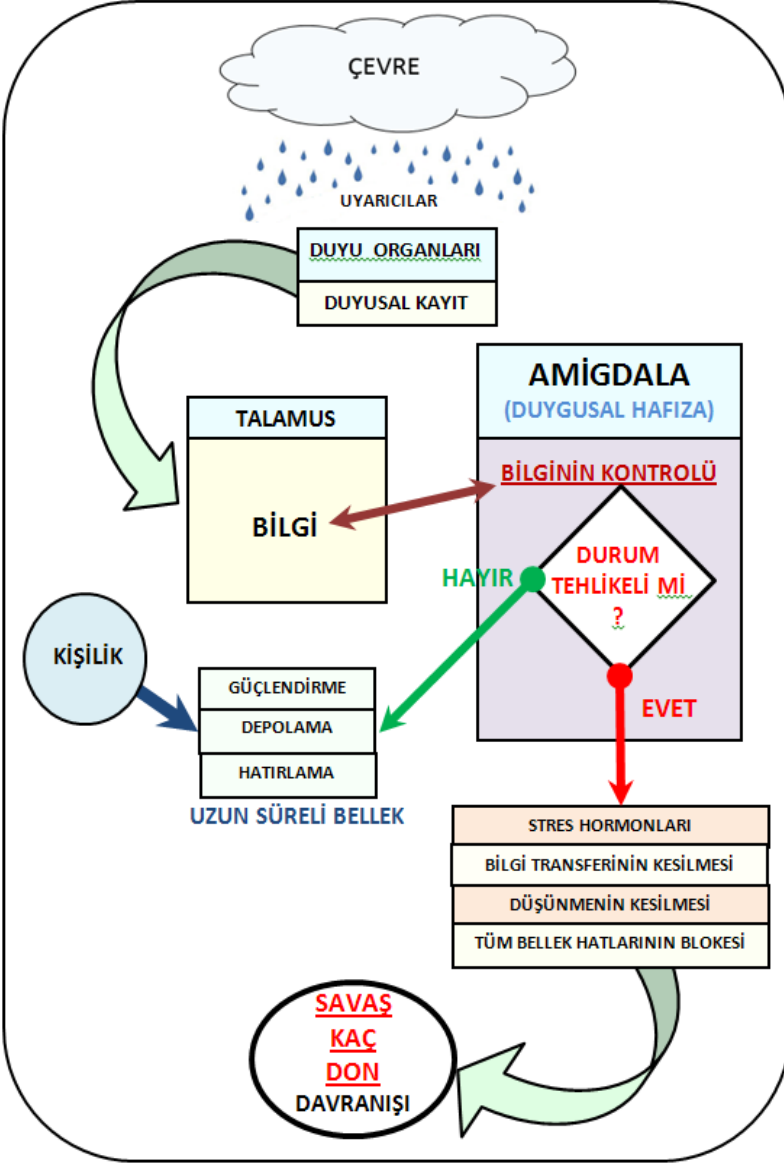 ÇEVRE
UYARICILAR
DUYU ORGANLARI
DUYUSAL KAYIT
AMİGDALA
(DUYGUSAL HAFIZA)
TALAMUS
BİLGİNİN KONTROLÜ
BİLGİ
DURUM
TEHLİKELİ Mİ
?
HAYIR
EVET
KİŞİLİK
GÜÇLENDİRME
DEPOLAMA
HATIRLAMA
UZUN SÜRELİ BELLEK
STRES HORMONLARI
BİLGİ TRANSFERİNİN KESİLMESİ
DÜŞÜNMENİN KESİLMESİ
TÜM BELLEK HATLARININ BLOKESİ
SAVAŞ
KAÇ
DON
DAVRANIŞI